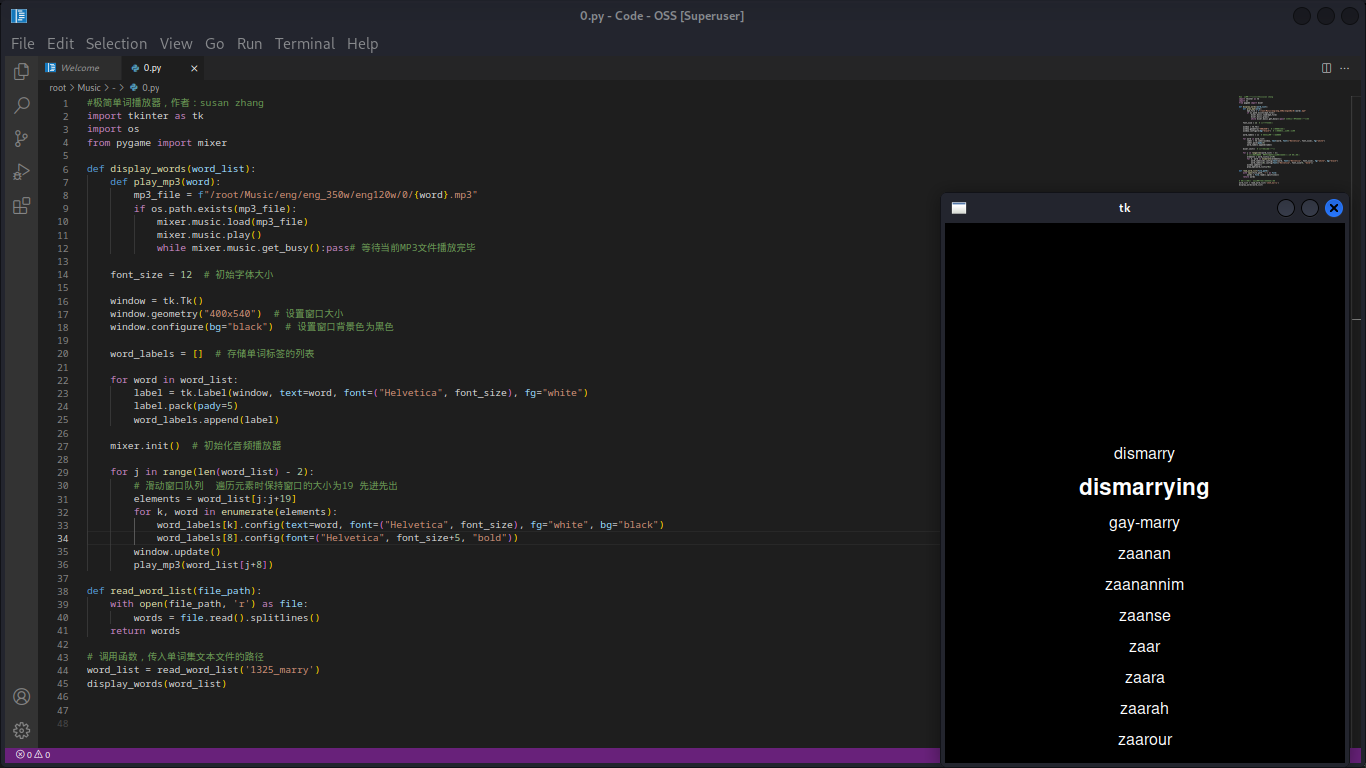 0.py - Code - OSS [Superuser]
File Edit Selection View Go Run Terminal Help
Welcome 0.py
root > Music > - > 0.py
1 #极简单词播放器，作者：susan zhang
2 import tkinter as tk
3 import os
4 from pygame import mixer
5
6 def display_words(word_list):
7 def play_mp3(word):
8 mp3_file = f"/root/Music/eng/eng_350w/eng120w/0/{word}.mp3"
9 if os.path.exists(mp3_file):
10 mixer.music.load(mp3_file)
11 mixer.music.play()
12 while mixer.music.get_busy():pass# 等待当前MP3文件播放完毕
13
14 font_size = 12 # 初始字体大小
15
16 window = tk.Tk()
17 window.geometry("400x540") # 设置窗口大小
18 window.configure(bg="black") # 设置窗口背景色为黑色
19
20 word_labels = [] # 存储单词标签的列表
21
22 for word in word_list:
23 label = tk.Label(window, text=word, font=("Helvetica", font_size), fg="white")
24 label.pack(pady=5)
25 word_labels.append(label)
26
27 mixer.init() # 初始化音频播放器
28
29 for j in range(len(word_list) - 2):
30 # 滑动窗口队列 遍历元素时保持窗口的大小为19 先进先出
31 elements = word_list[j:j+19]
32 for k, word in enumerate(elements):
33 word_labels[k].config(text=word, font=("Helvetica", font_size), fg="white", bg="black")
34 word_labels[8].config(font=("Helvetica", font_size+5, "bold"))
35 window.update()
36 play_mp3(word_list[j+8])
37
38 def read_word_list(file_path):
39 with open(file_path, 'r') as file:
40 words = file.read().splitlines()
41 return words
42
43 # 调用函数，传人单词集文本文件的路径
44 word_list = read_word_list('1325_marry')
45 display_words(word_list)
46
47
48
0 0
tk
dismarry
dismarrying
gay-marry
zaanan
zaanannim
zaanse
zaar
zaara
zaarah
zaarour